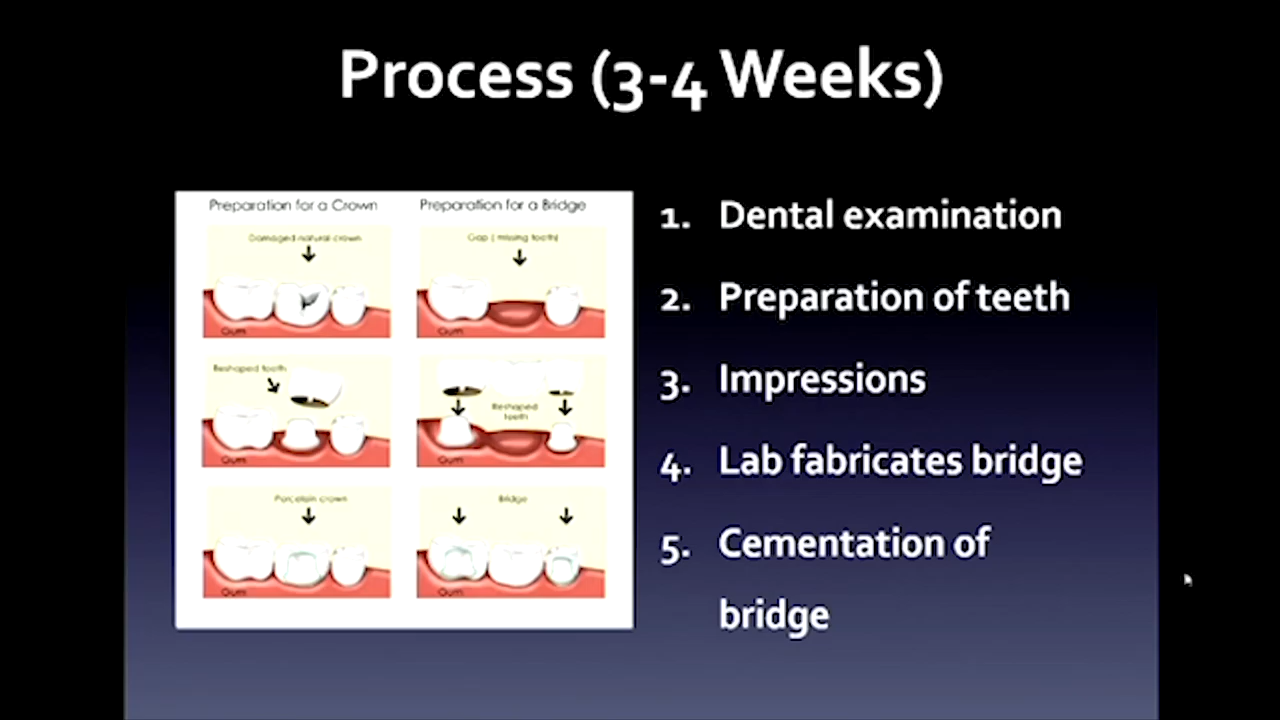 Process (3-4 Weeks)
Preparation for a Crown
Preparation for a Bridge
Damaged natural crown
Gap ( missing tooth)
Gum
Gum
Reshaped tooth
Reshaped
teeth
Gum
Gum
Porcelain crown
Bridge
Gum
Gum
1. Dental examination
2. Preparation of teeth
3. Impressions
4. Lab fabricates bridge
5. Cementation of
bridge